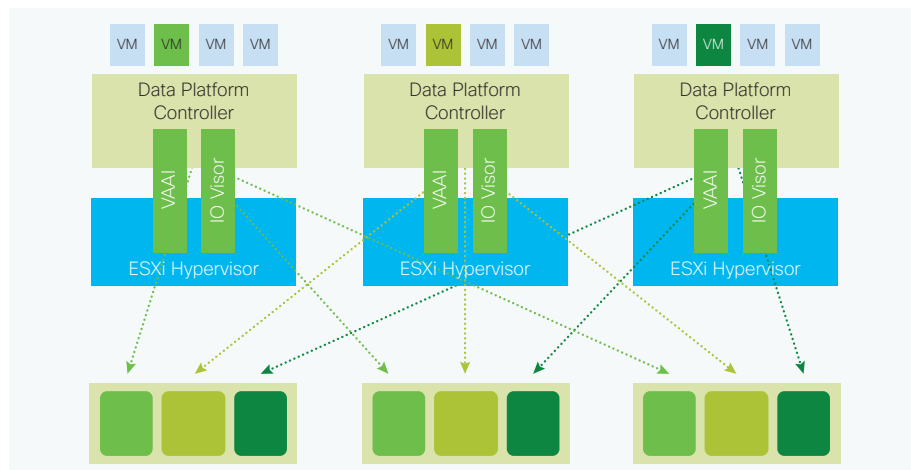 VM VM VM VM
VM VM VM VM
VM VM VM VM
Data Platform
Controller
Data Platform
Controller
Data Platform
Controller
VAAI
IO Visor
VAAI
IO Visor
VAAI
IO Visor
ESXi Hypervisor
ESXi Hypervisor
ESXi Hypervisor